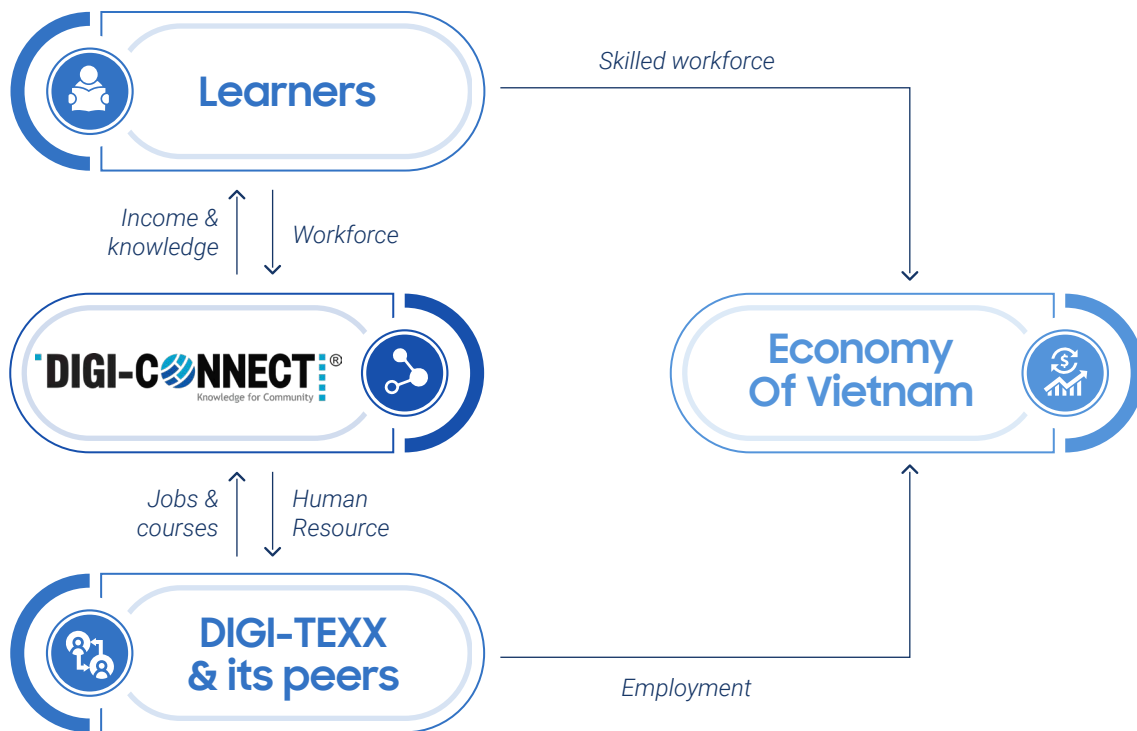 Learners
Skilled workforce
Income &
knowledge
Workforce
DIGI-CONNECT®
Knowledge for Community
Economy
Of Vietnam
Jobs &
courses
Human
Resource
DIGI-TEXX
& its peers
Employment